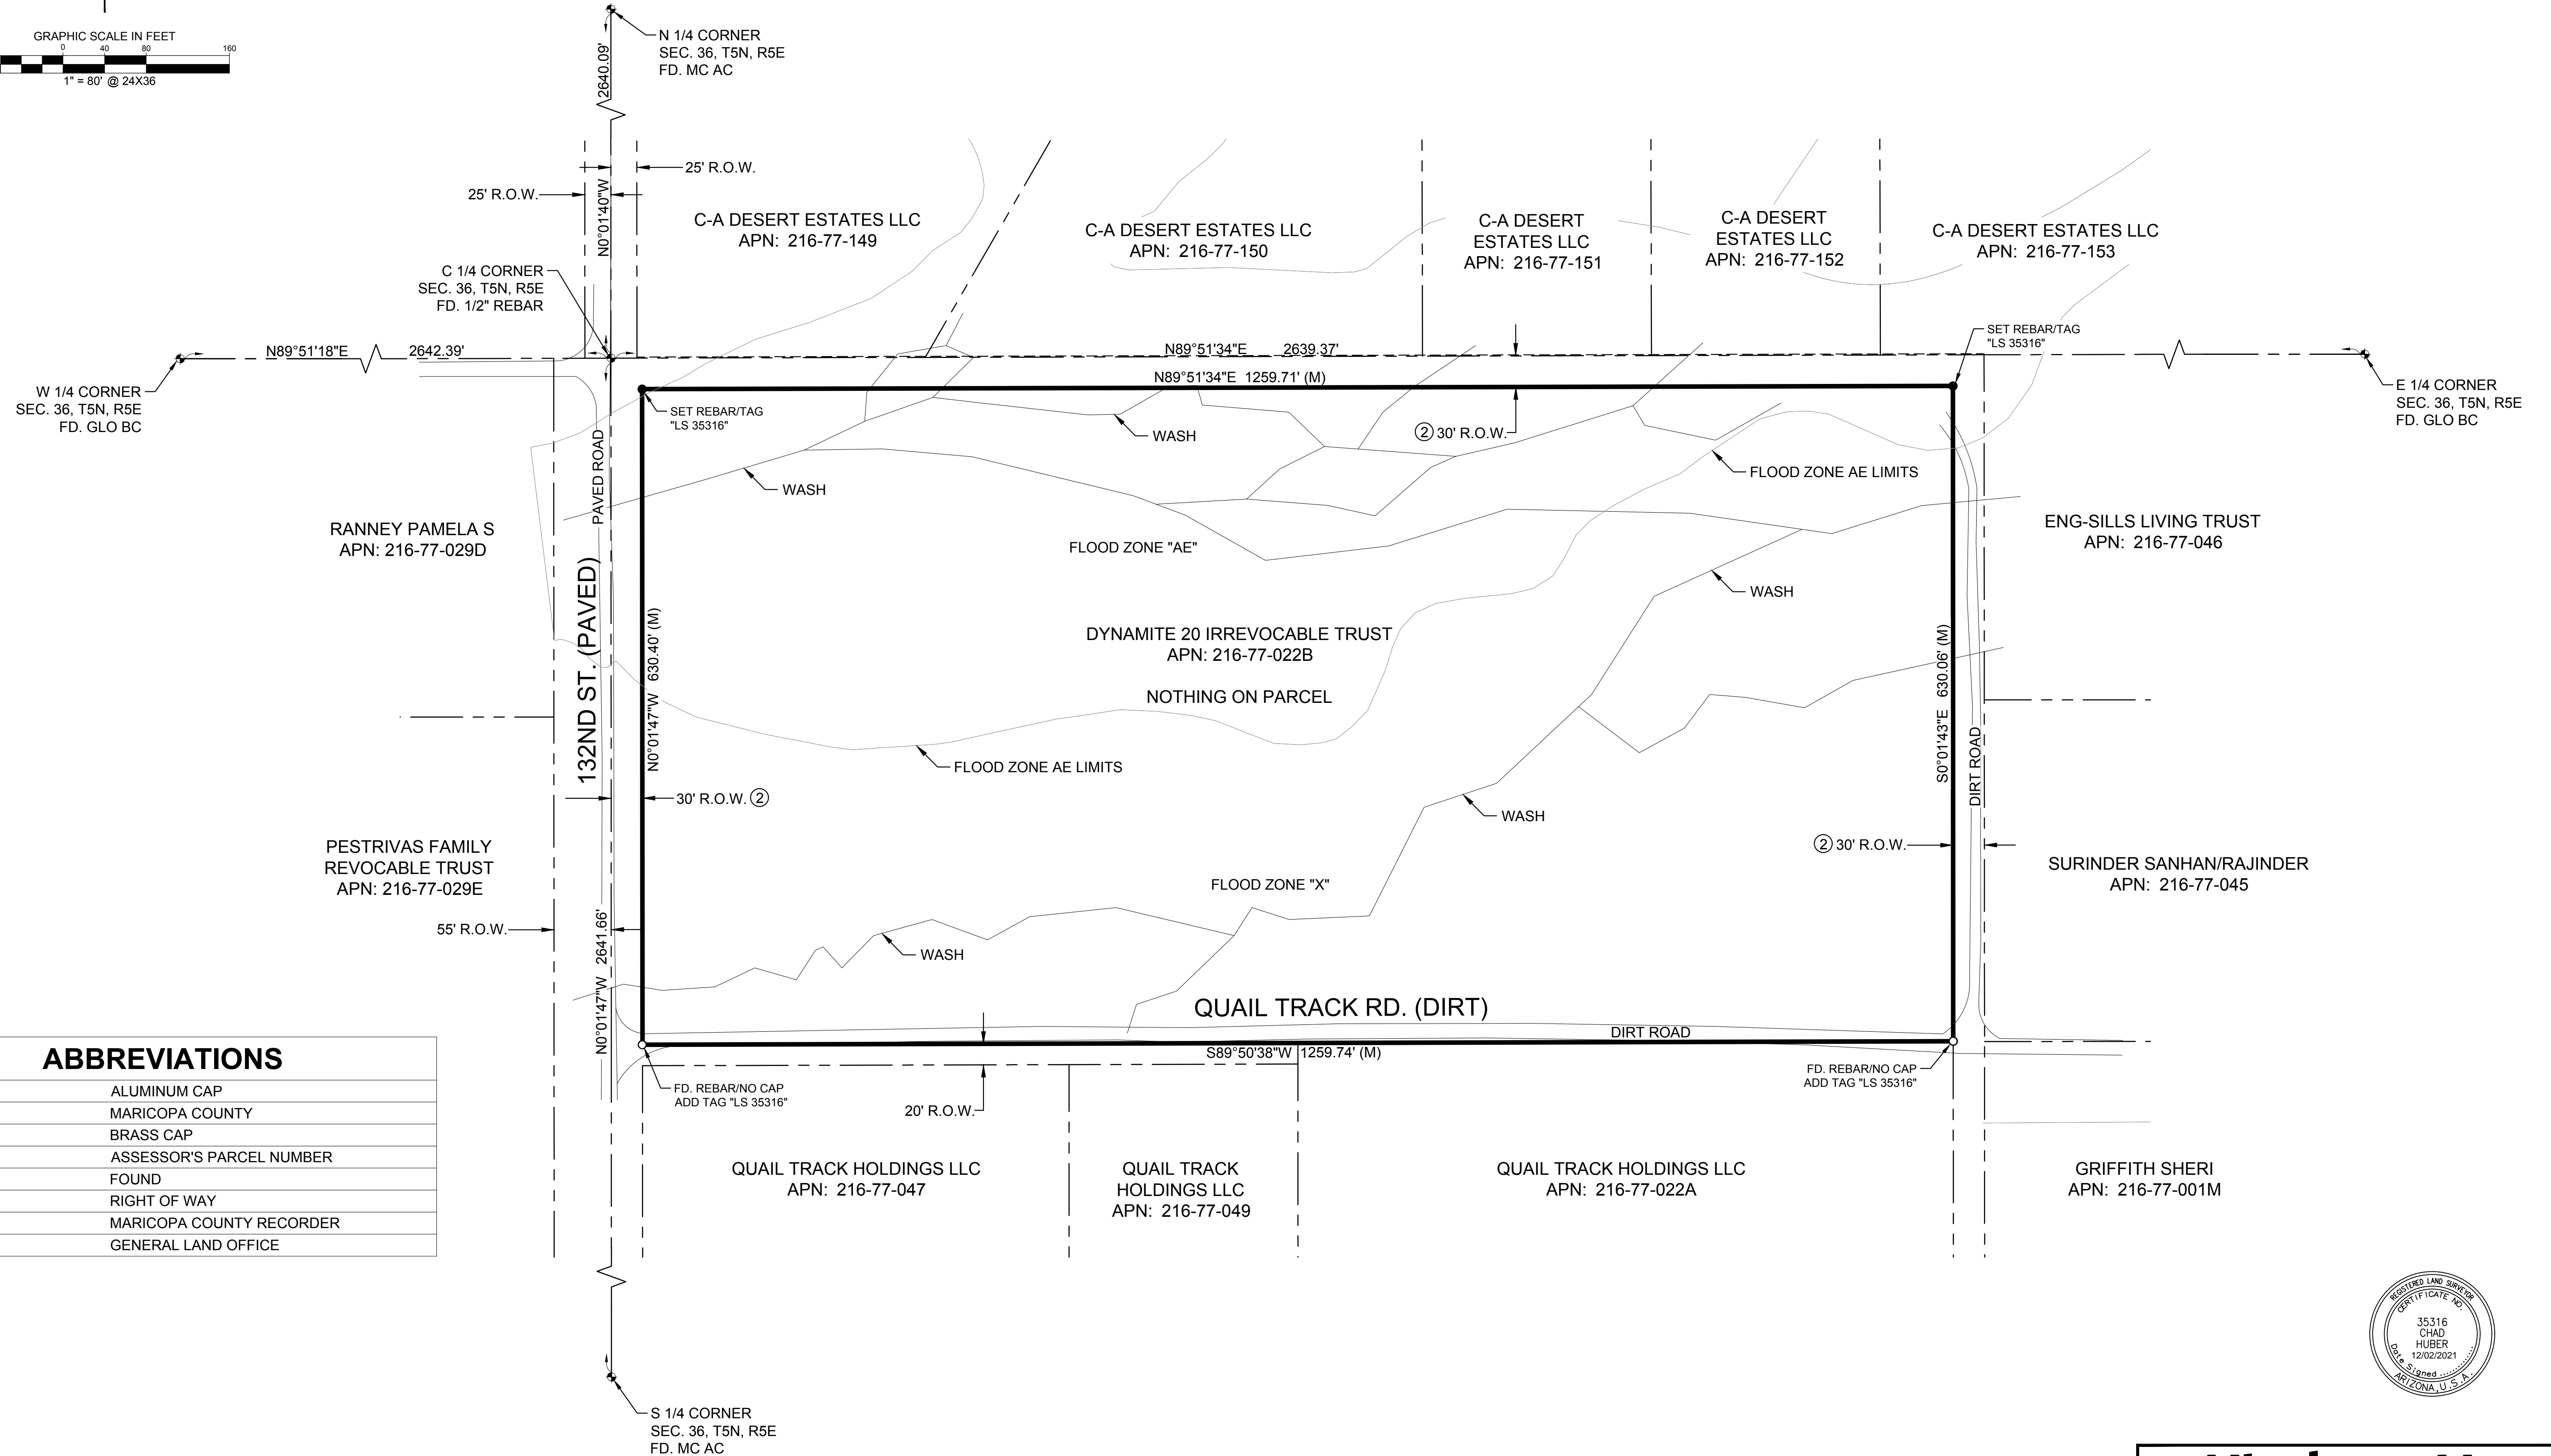 GRAPHIC SCALE IN FEET
0 40 80 160
1" = 80' @ 24X36
N 1/4 CORNER
SEC. 36, T5N, R5E
FD. MC AC
2640.09'
N0°01'40"W
25' R.O.W.
25' R.O.W.
C-A DESERT ESTATES LLC
APN: 216-77-149
C-A DESERT ESTATES LLC
APN: 216-77-150
C-A DESERT
ESTATES LLC
APN: 216-77-151
C-A DESERT
ESTATES LLC
APN: 216-77-152
C-A DESERT ESTATES LLC
APN: 216-77-153
C 1/4 CORNER
SEC. 36, T5N, R5E
FD. 1/2" REBAR
N89°51'18"E 2642.39'
W 1/4 CORNER
SEC. 36, T5N, R5E
FD. GLO BC
N89°51'34"E 2639.37'
N89°51'34"E 1259.71' (M)
SET REBAR/TAG
"LS 35316"
E 1/4 CORNER
SEC. 36, T5N, R5E
FD. GLO BC
SET REBAR/TAG
"LS 35316"
WASH
2 30' R.O.W.
WASH
FLOOD ZONE AE LIMITS
PAVED ROAD
RANNEY PAMELA S
APN: 216-77-029D
ENG-SILLS LIVING TRUST
APN: 216-77-046
FLOOD ZONE "AE"
WASH
132ND ST. (PAVED)
N0°01'47"W 630.40' (M)
DYNAMITE 20 IRREVOCABLE TRUST
APN: 216-77-022B
NOTHING ON PARCEL
S0°01'43"E 630.06' (M)
DIRT ROAD
FLOOD ZONE AE LIMITS
30' R.O.W. 2
WASH
2 30' R.O.W.
PESTRIVAS FAMILY
REVOCABLE TRUST
APN: 216-77-029E
SURINDER SANHAN/RAJINDER
APN: 216-77-045
FLOOD ZONE "X"
55' R.O.W.
N0°01'47"W 2641.66'
WASH
QUAIL TRACK RD. (DIRT)
DIRT ROAD
S89°50'38"W 1259.74' (M)
FD. REBAR/NO CAP
ADD TAG "LS 35316"
FD. REBAR/NO CAP
ADD TAG "LS 35316"
20' R.O.W.
ABBREVIATIONS
ALUMINUM CAP
MARICOPA COUNTY
BRASS CAP
ASSESSOR'S PARCEL NUMBER
FOUND
RIGHT OF WAY
MARICOPA COUNTY RECORDER
GENERAL LAND OFFICE
QUAIL TRACK HOLDINGS LLC
APN: 216-77-047
QUAIL TRACK
HOLDINGS LLC
APN: 216-77-049
QUAIL TRACK HOLDINGS LLC
APN: 216-77-022A
GRIFFITH SHERI
APN: 216-77-001M
REGISTERED LAND SURVEYOR
CERTIFICATE NO.
35316
CHAD
HUBER
12/02/2021
Date Signed
ARIZONA, U.S.A.
S 1/4 CORNER
SEC. 36, T5N, R5E
FD. MC AC